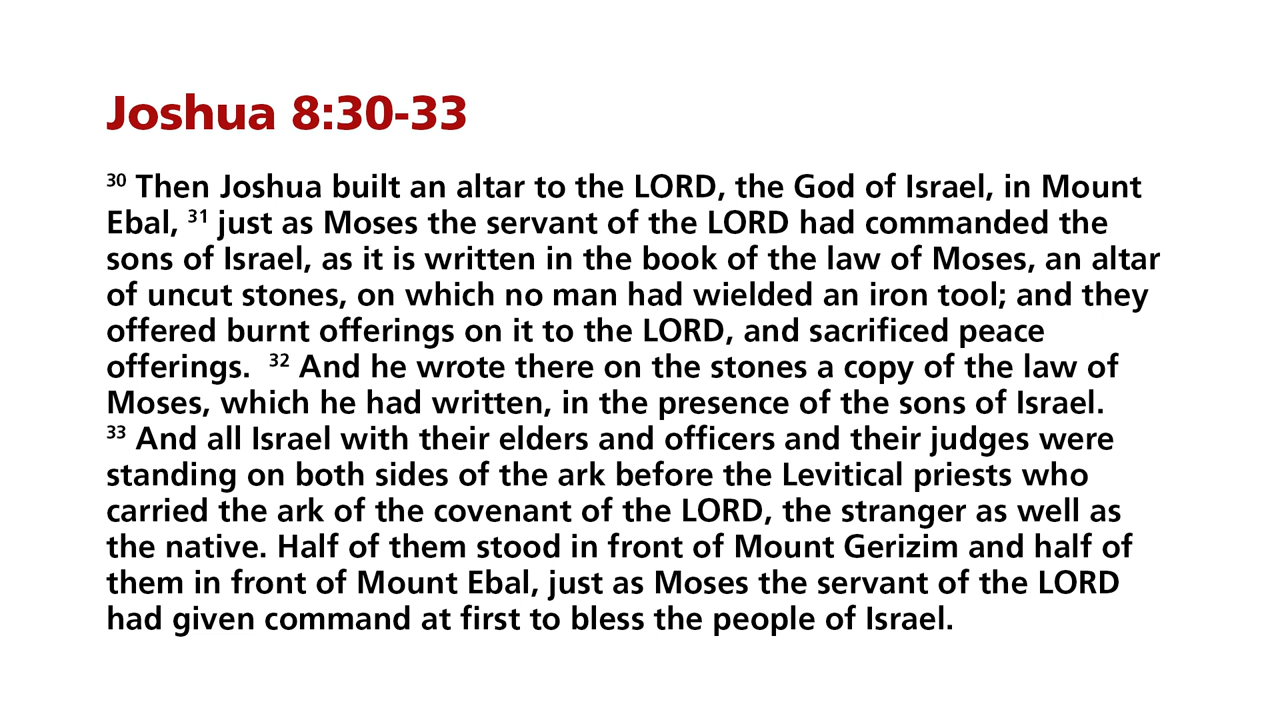 Joshua 8:30-33
30 Then Joshua built an altar to the LORD, the God of Israel, in Mount
Ebal, 31 just as Moses the servant of the LORD had commanded the
sons of Israel, as it is written in the book of the law of Moses, an altar
of uncut stones, on which no man had wielded an iron tool; and they
offered burnt offerings on it to the LORD, and sacrificed peace
offerings.  32 And he wrote there on the stones a copy of the law of
Moses, which he had written, in the presence of the sons of Israel.
33 And all Israel with their elders and officers and their judges were
standing on both sides of the ark before the Levitical priests who
carried the ark of the covenant of the LORD, the stranger as well as
the native. Half of them stood in front of Mount Gerizim and half of
them in front of Mount Ebal, just as Moses the servant of the LORD
had given command at first to bless the people of Israel.